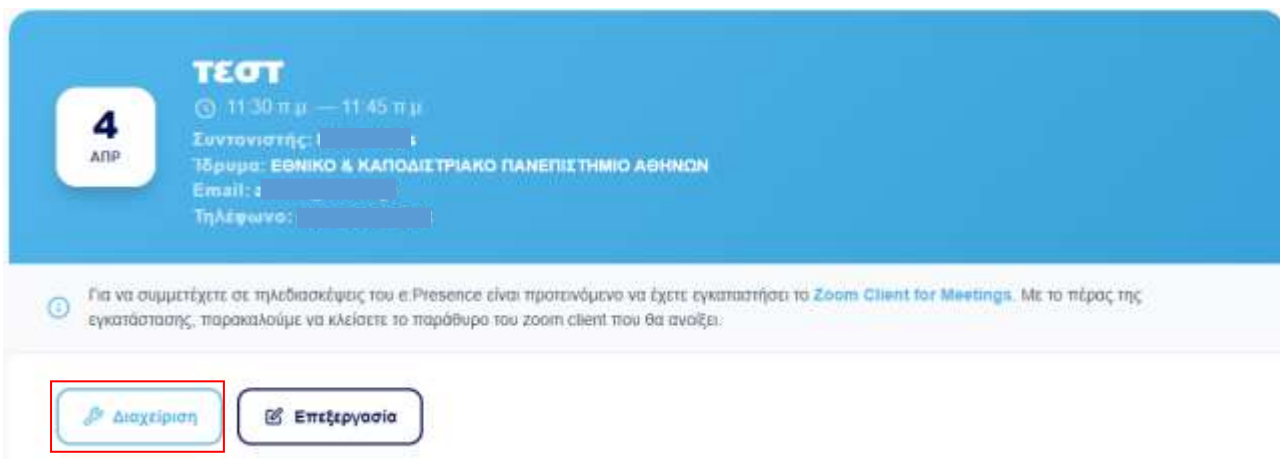 τεστ
4
ΑΠΡ
11:30 π.μ. — 11:45 π.μ.
Συντονιστής:
Ίδρυμα: ΕΘΝΙΚΟ & ΚΑΠΟΔΙΣΤΡΙΑΚΟ ΠΑΝΕΠΙΣΤΗΜΙΟ ΑΘΗΝΩΝ
Email:
Τηλέφωνο:
Για να συμμετέχετε σε τηλεδιασκέψεις του e:Presence είναι προτεινόμενο να έχετε εγκαταστήσει το Zoom Client for Meetings. Με το πέρας της
εγκατάστασης, παρακαλούμε να κλείσετε το παράθυρο του zoom client που θα ανοίξει.
Διαχείριση
Επεξεργασία